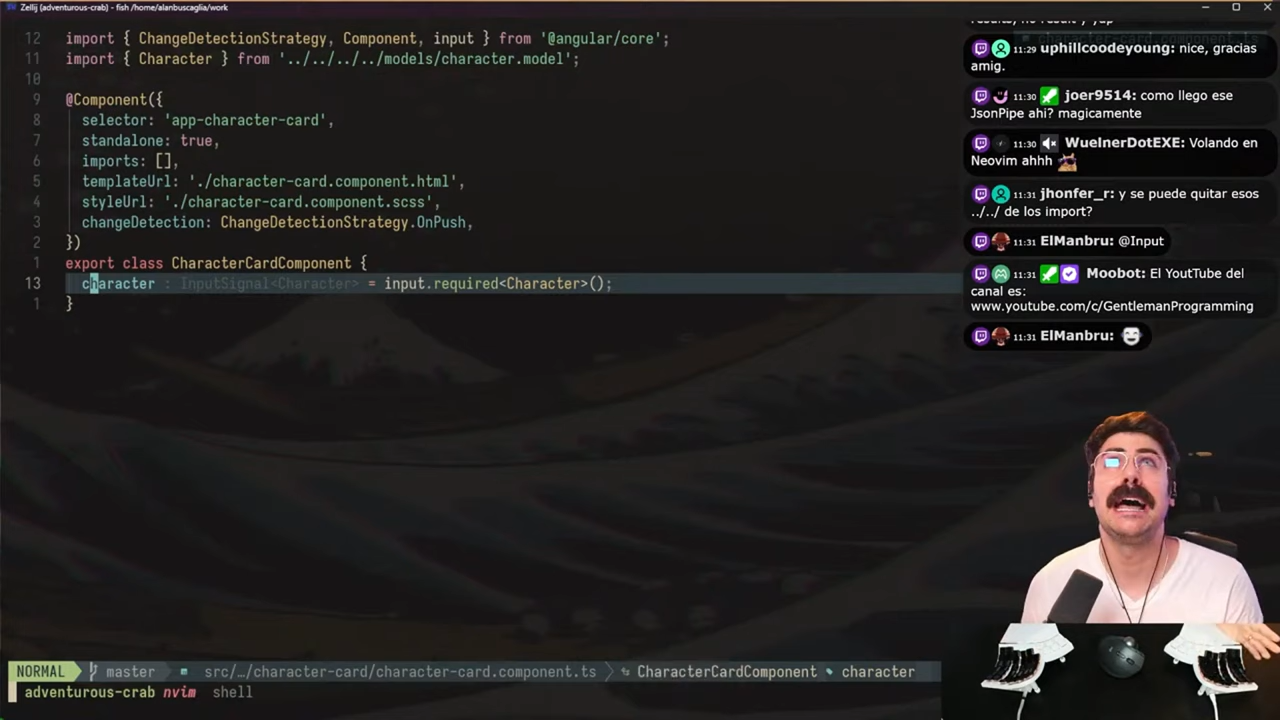 Zellij (adventurous-crab) - fish /home/alanbuscaglia/work
12 import { ChangeDetectionStrategy, Component, input } from '@angular/core';
11 import { Character } from '../../../../models/character.model';
10
9 @Component({
8 selector: 'app-character-card',
7 standalone: true,
6 imports: [],
5 templateUrl: './character-card.component.html',
4 styleUrl: './character-card.component.scss',
3 changeDetection: ChangeDetectionStrategy.OnPush,
2 })
1 export class CharacterCardComponent {
13 character : InputSignal<Character> = input.required<Character>();
1 }
11:29 uphillcoodeyoung: nice, gracias
amig.
11:30 joer9514: como llego ese
JsonPipe ahi? magicamente
11:30 WuelnerDotEXE: Volando en
Neovim ahhh
11:31 jhonfer_r: y se puede quitar esos
../../ de los import?
11:31 ElManbru: @Input
11:31 Moobot: El YoutTube del
canal es:
www.youtube.com/c/GentlemanProgramming
11:31 ElManbru:
NORMAL master src/…/character-card/character-card.component.ts CharacterCardComponent character
adventurous-crab nvim shell